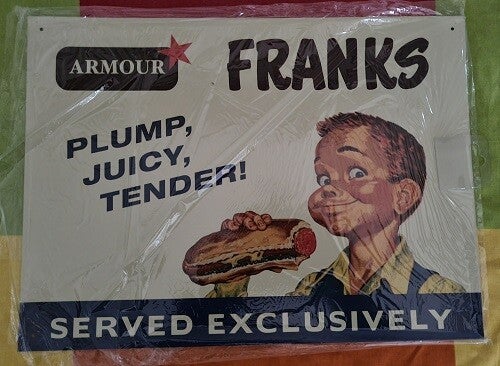 ARMOUR
FRANKS
PLUMP,
JUICY,
TENDER!
SERVED EXCLUSIVELY